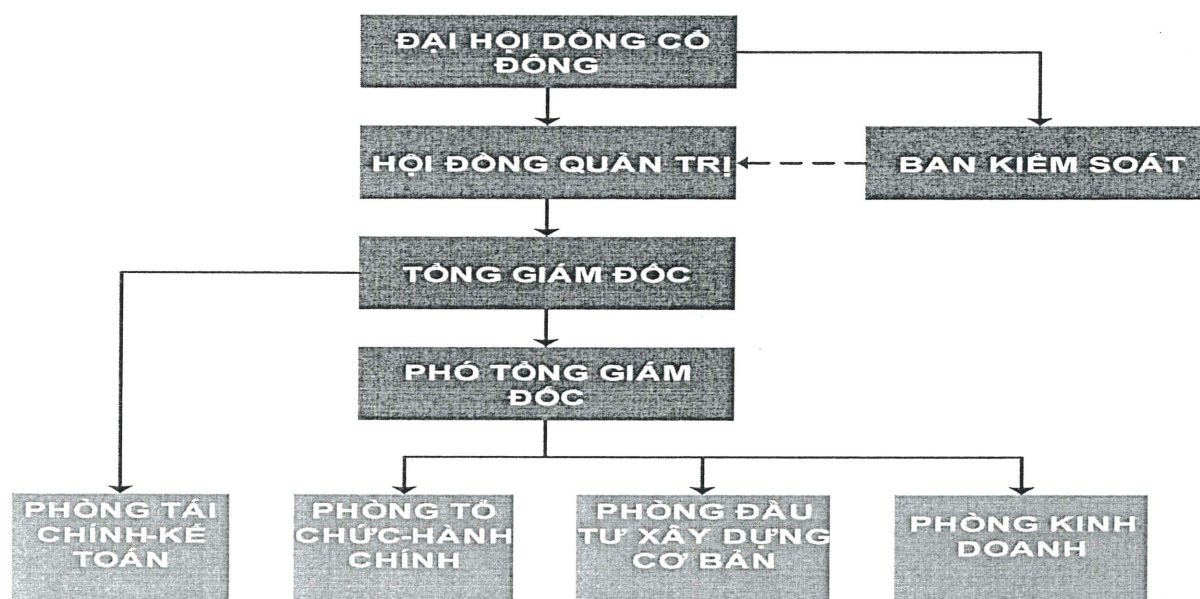 ĐẠI HỘI ĐỒNG CỔ
ĐÔNG
HỘI ĐỒNG QUẢN TRỊ
BAN KIỂM SOÁT
TỔNG GIÁM ĐỐC
PHÓ TỔNG GIÁM
ĐỐC
PHÒNG TÀI
CHÍNH-KẾ
TOÁN
PHÒNG TỔ
CHỨC-HÀNH
CHÍNH
PHÒNG ĐẦU
TƯ XÂY DỰNG
CƠ BẢN
PHÒNG KINH
DOANH